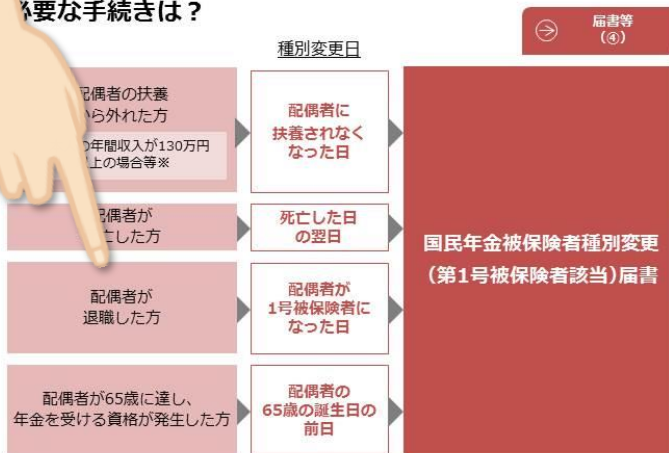 必要な手続きは？
届書等
（④）
種別変更日
配偶者の扶養
から外れた方
の年間収入が130万円
以上の場合等※
配偶者に
扶養されなく
なった日
配偶者が
亡した方
死亡した日
の翌日
国民年金被保険者種別変更
（第1号被保険者該当）届書
配偶者が
退職した方
配偶者が
1号被保険者に
なった日
配偶者が65歳に達し、
年金を受ける資格が発生した方
配偶者の
65歳の誕生日の
前日